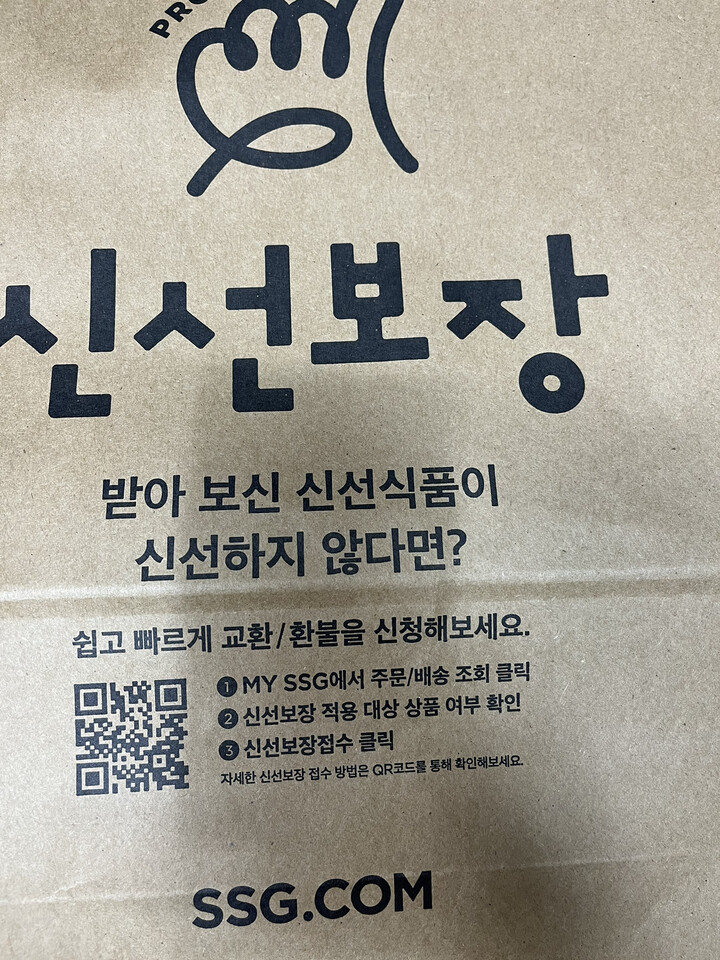 신선보장
받아 보신 신선식품이
신선하지 않다면?
쉽고 빠르게 교환/환불을 신청해보세요.
1 MY SSG에서 주문/배송 조회 클릭
2 신선보장 적용 대상 상품 여부 확인
3 신선보장접수 클릭
자세한 신선보장 접수 방법은 QR코드를 통해 확인해보세요.
SSG.COM